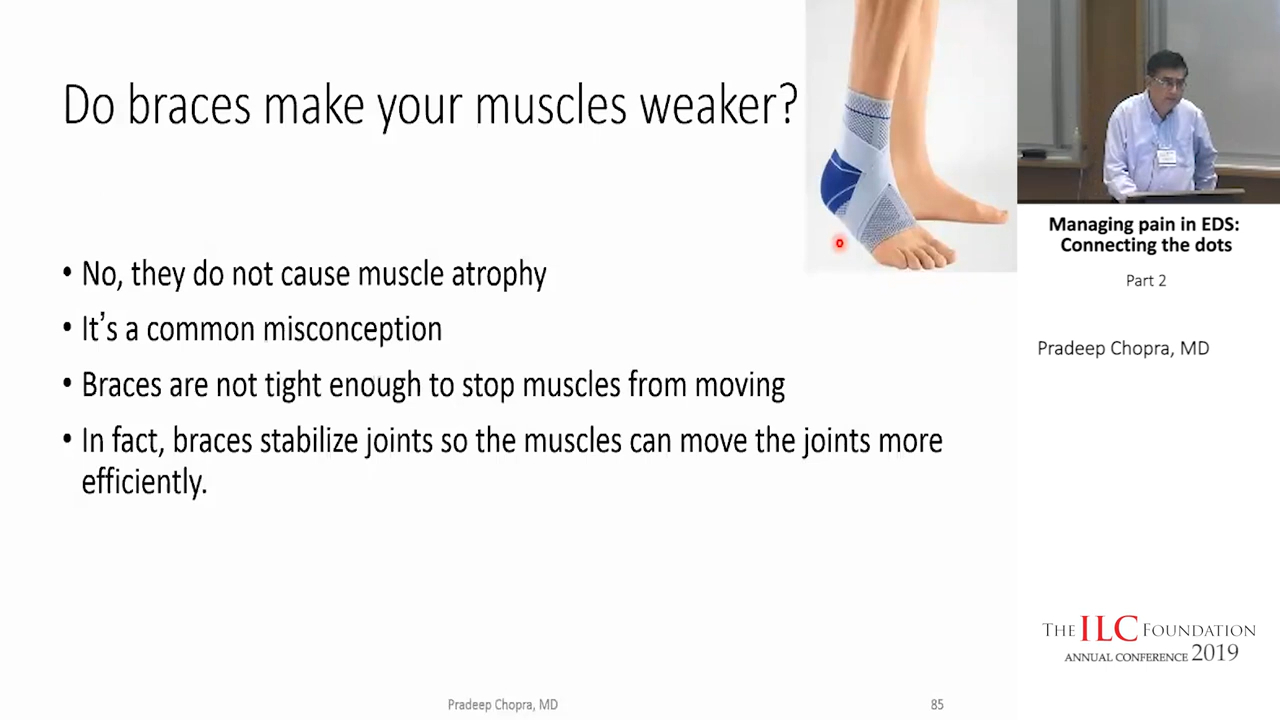 Do braces make your muscles weaker?
• No, they do not cause muscle atrophy
• It's a common misconception
• Braces are not tight enough to stop muscles from moving
• In fact, braces stabilize joints so the muscles can move the joints more
efficiently.
Pradeep Chopra, MD
85
Managing pain in EDS:
Connecting the dots
Part 2
Pradeep Chopra, MD
THE ILC FOUNDATION
ANNUAL CONFERENCE 2019